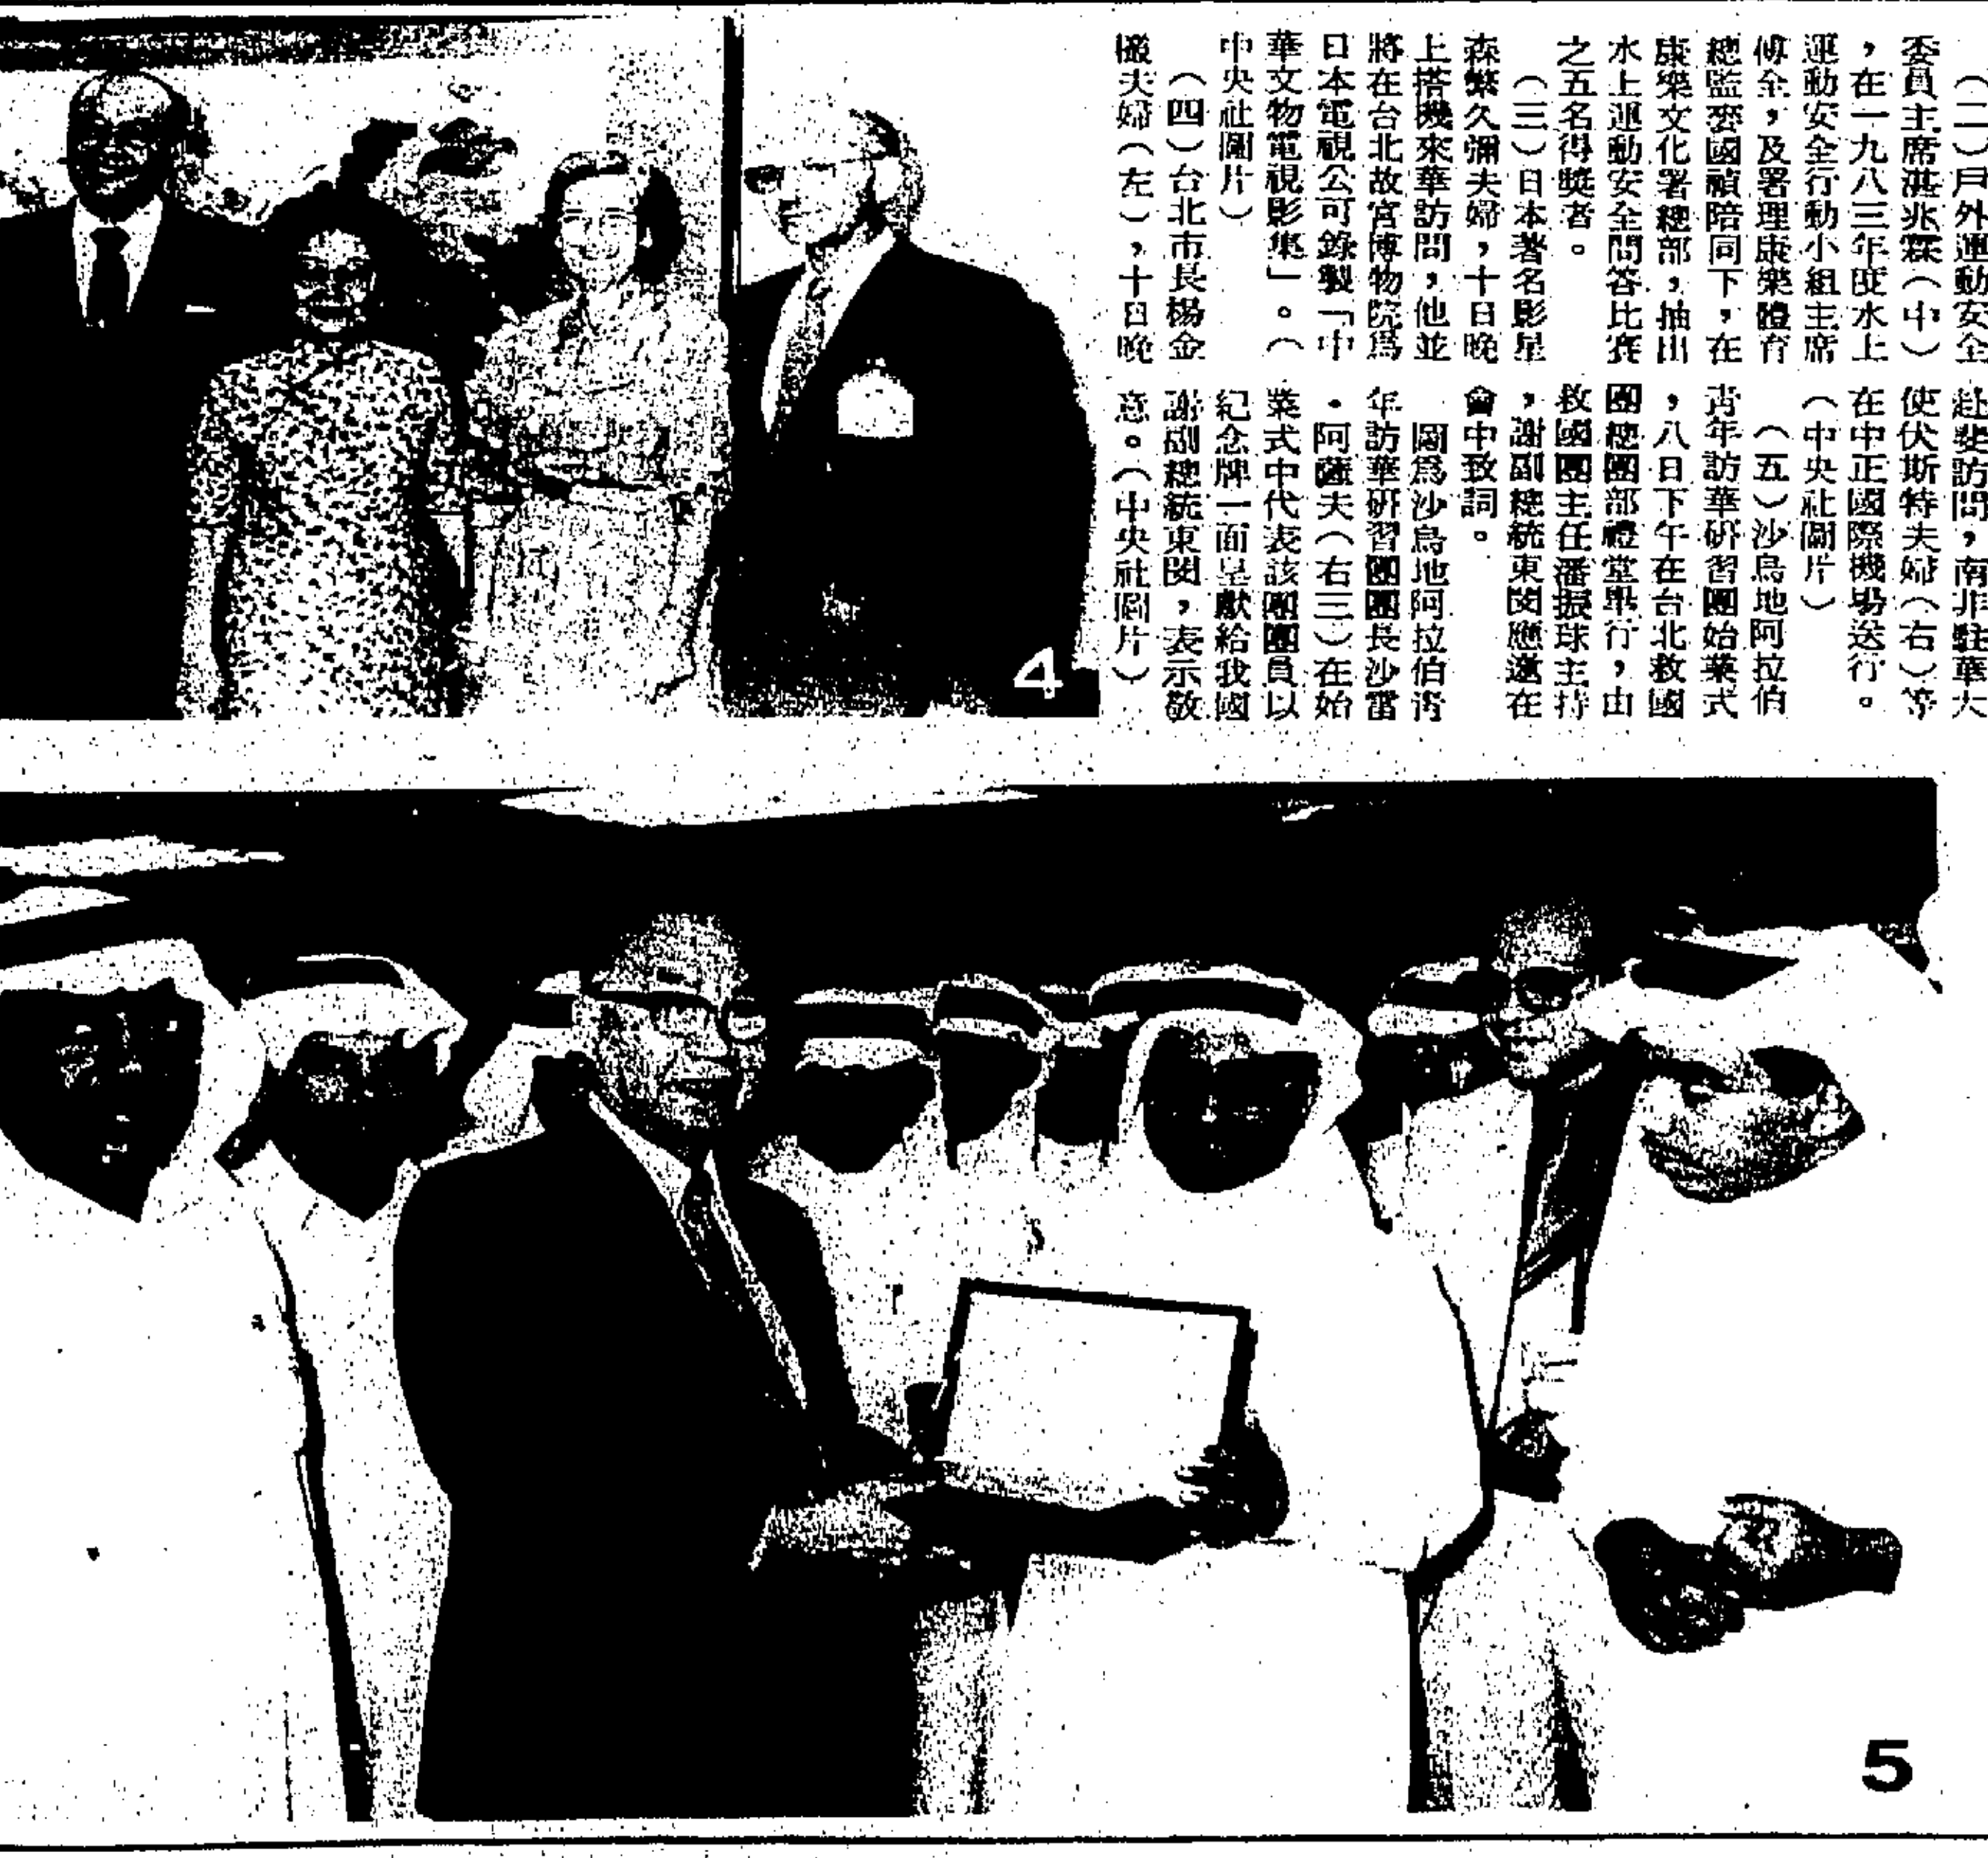 （二）戶外運動安全
委員主席湛兆霖（中）
，在一九八三年度水上
運動安全行動小組主席
傅全，及署理康樂體育
總監麥國禎陪同下，在
康樂文化署總部，抽出
水上運動安全問答比賽
之五名得獎者。
（三）日本著名影星
森繁久彌夫婦，十日晚
上搭機來華訪問，他並
將在台北故宮博物院爲
日本電視公司錄製「中
華文物電視影集」。（
中央社圖片）
（四）台北市長楊金
欉夫婦（左），十日晚
赴斐訪問，南非駐華大
使伏斯特夫婦（右）等
在中正國際機場送行。
（中央社圖片）
（五）沙烏地阿拉伯
青年訪華研習團始業式
，八日下午在台北救國
團總團部禮堂舉行，由
救國團主任潘振球主持
，謝副總統東閔應邀在
會中致詞。
圖爲沙烏地阿拉伯青
年訪華研習團團長沙雷
・阿薩夫（右三）在始
業式中代表該團團員以
紀念牌一面呈獻給我國
謝副總統東閔，表示敬
意。（中央社圖片）
4
5